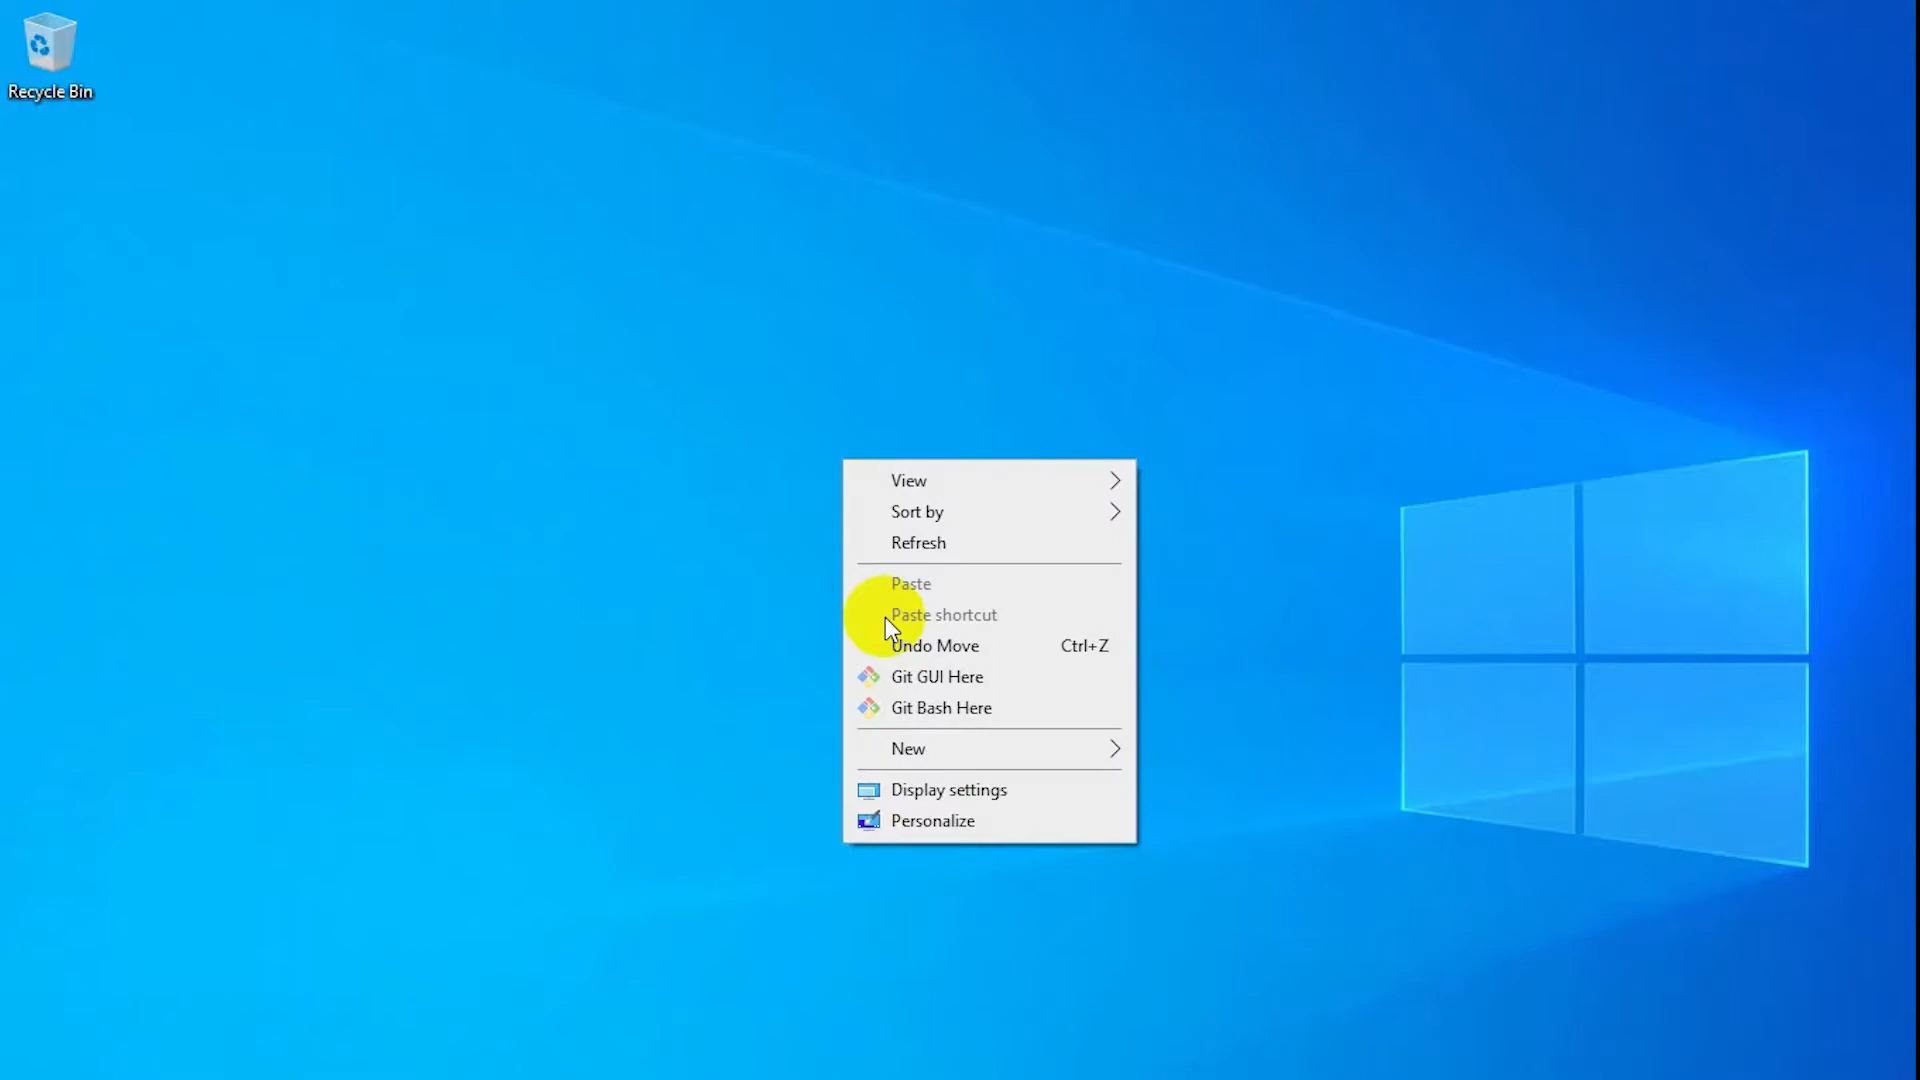 Recycle Bin
View
Sort by
Refresh
Paste
Paste shortcut
Undo Move Ctrl+Z
Git GUI Here
Git Bash Here
New
Display settings
Personalize